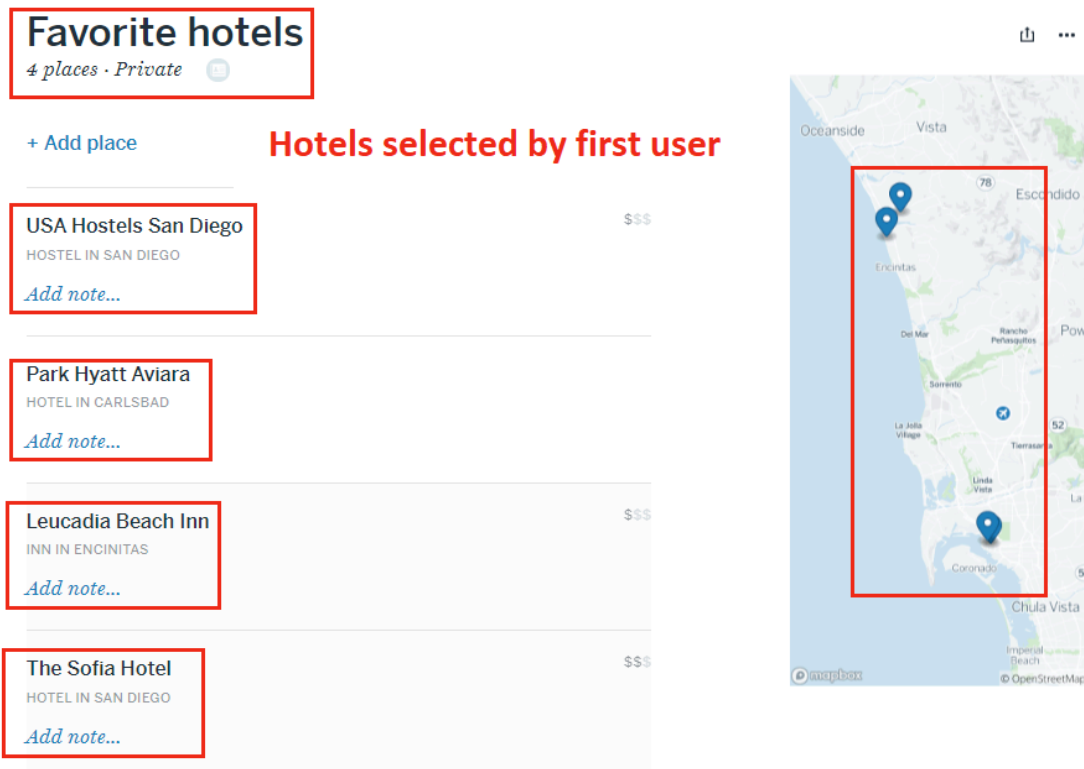 Favorite hotels
4 places · Private
+ Add place
Hotels selected by first user
USA Hostels San Diego
$$$
HOSTEL IN SAN DIEGO
Add note...
Park Hyatt Aviara
HOTEL IN CARLSBAD
Add note...
Leucadia Beach Inn
$$$
INN IN ENCINITAS
Add note...
The Sofia Hotel
$$$
HOTEL IN SAN DIEGO
Add note...
Oceanside
Vista
78
Escondido
Encinitas
Del Mar
Rancho
Peñasquitos
Pow
Sorrento
La Jolla
Village
52
Tierrasanta
Linda
Vista
La
Coronado
5
Chula Vista
Imperial
Beach
mapbox
© OpenStreetMap